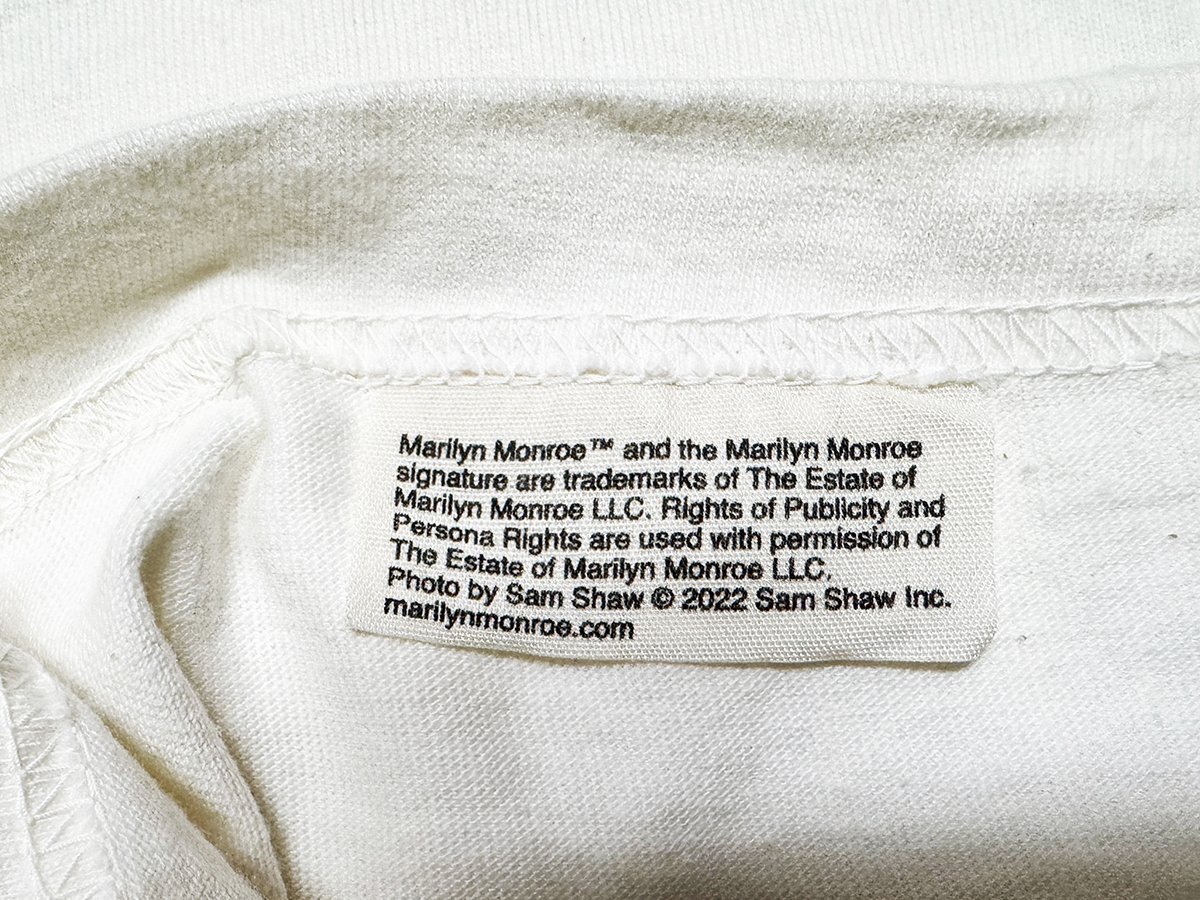 Marilyn Monroe™ and the Marilyn Monroe
signature are trademarks of The Estate of
Marilyn Monroe LLC. Rights of Publicity and
Persona Rights are used with permission of
The Estate of Marilyn Monroe LLC.
Photo by Sam Shaw © 2022 Sam Shaw Inc.
marilynmonroe.com